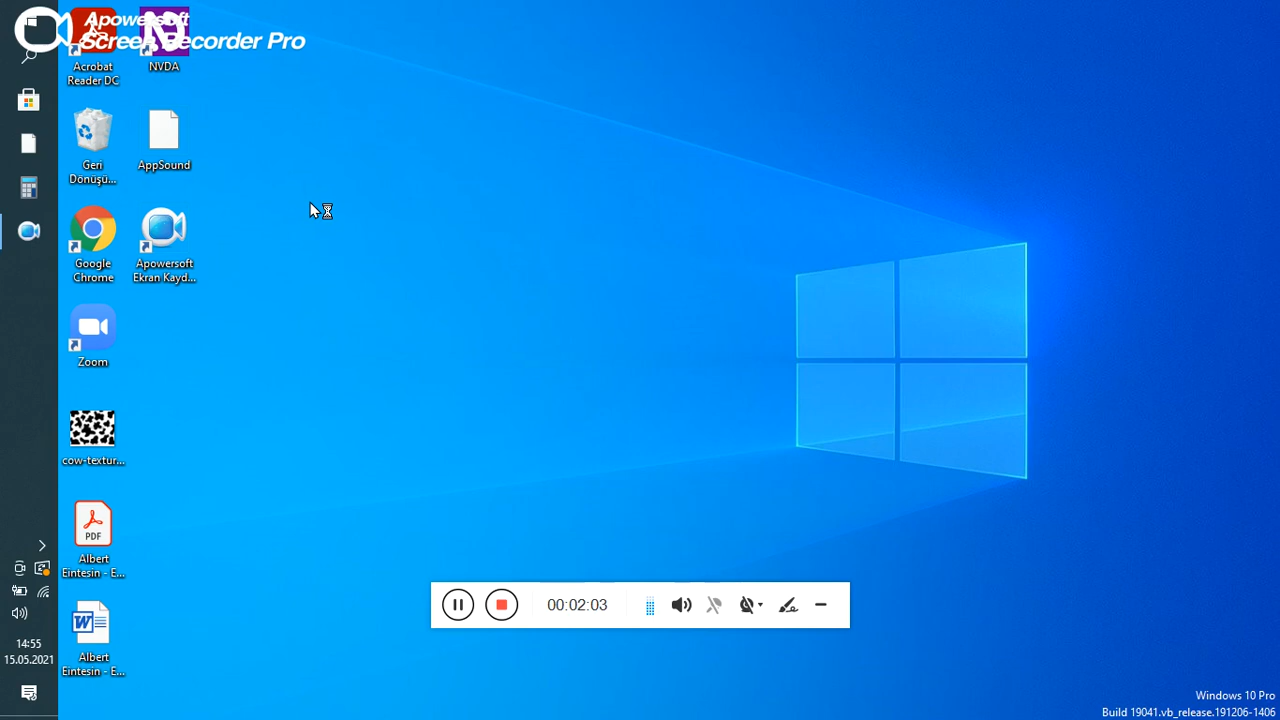 Apowersoft
Screen Recorder Pro
Acrobat
Reader DC
NVDA
Geri
Dönüşü...
AppSound
Google
Chrome
Apowersoft
Ekran Kayd...
Zoom
cow-textur...
PDF
Albert
Eintesin - E...
W
Albert
Eintesin - E...
00:02:03
14:55
15.05.2021
Windows 10 Pro
Build 19041.vb_release.191206-1406